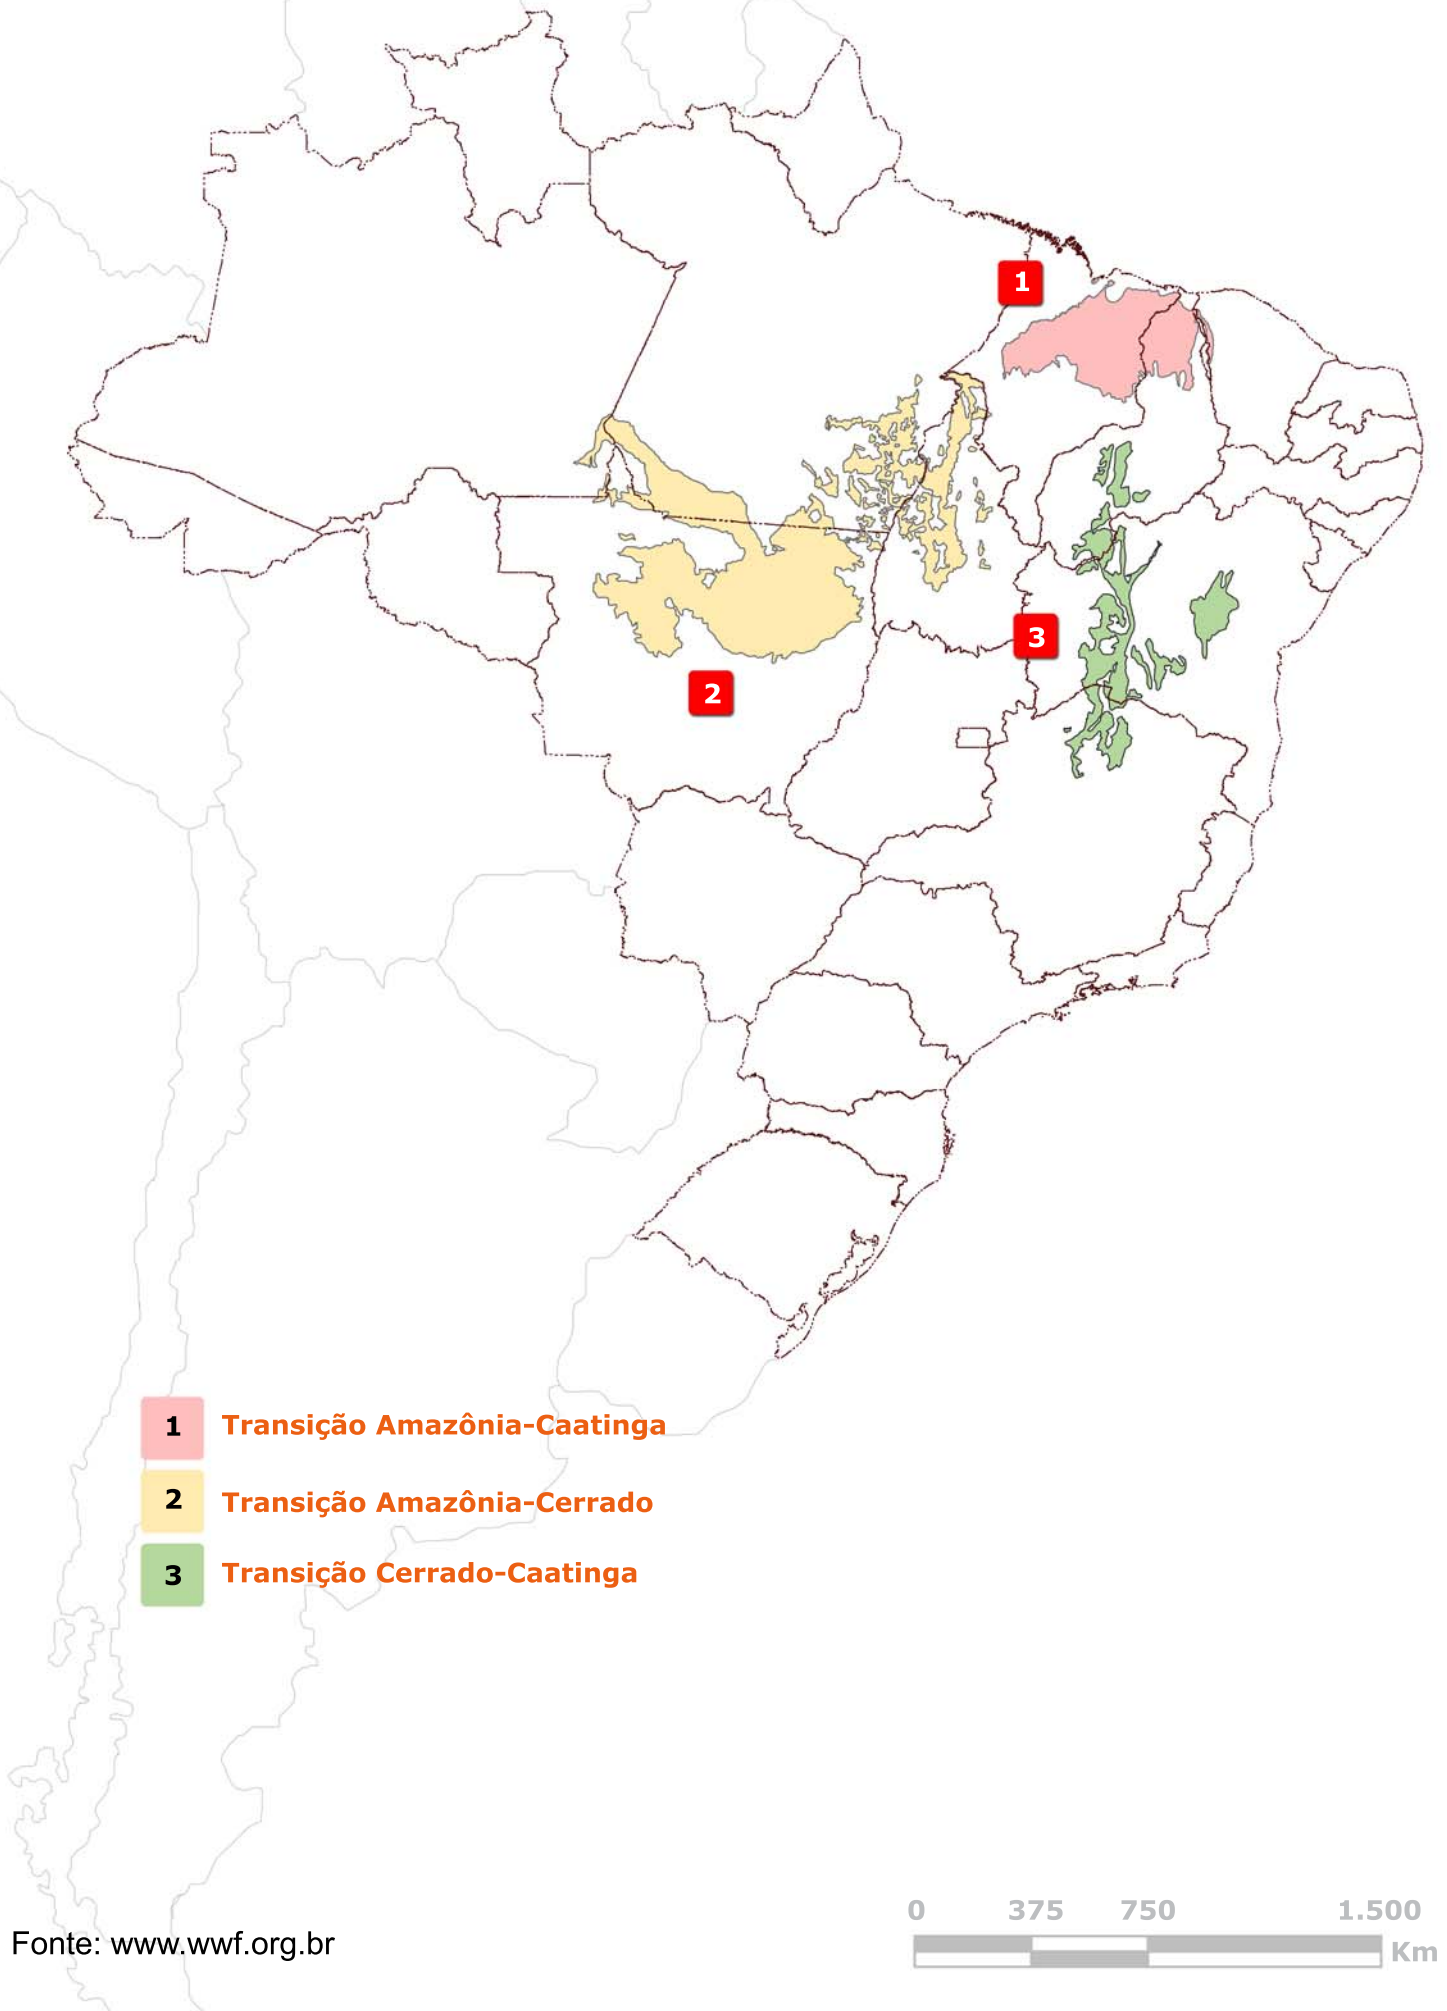 1
3
2
1 Transição Amazônia-Caatinga
2 Transição Amazônia-Cerrado
3 Transição Cerrado-Caatinga
0 375 750 1.500
Km
Fonte: www.wwf.org.br